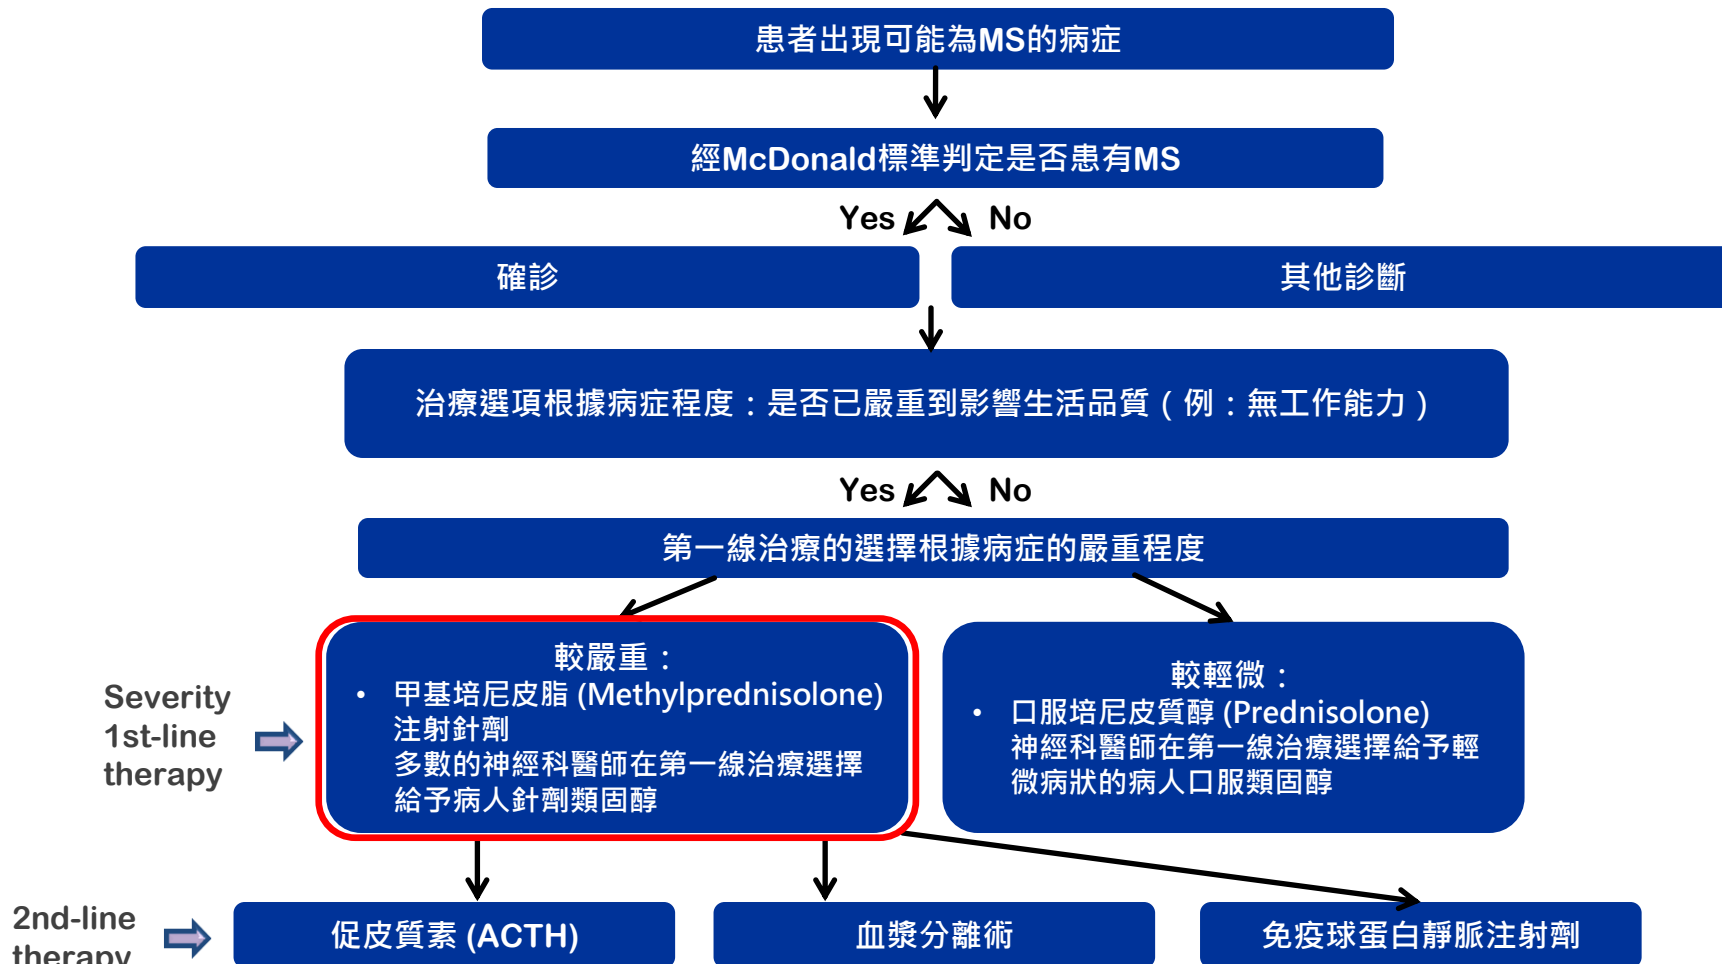 患者出現可能為MS的病症
經McDonald標準判定是否患有MS
Yes No
確診
其他診斷
治療選項根據病症程度：是否已嚴重到影響生活品質（例：無工作能力）
Yes No
第一線治療的選擇根據病症的嚴重程度
Severity
1st-line
therapy
較嚴重：
• 甲基培尼皮脂 (Methylprednisolone)
注射針劑
多數的神經科醫師在第一線治療選擇
給予病人針劑類固醇
較輕微：
• 口服培尼皮質醇 (Prednisolone)
神經科醫師在第一線治療選擇給予輕
微病狀的病人口服類固醇
2nd-line
therapy
促皮質素 (ACTH)
血漿分離術
免疫球蛋白靜脈注射劑